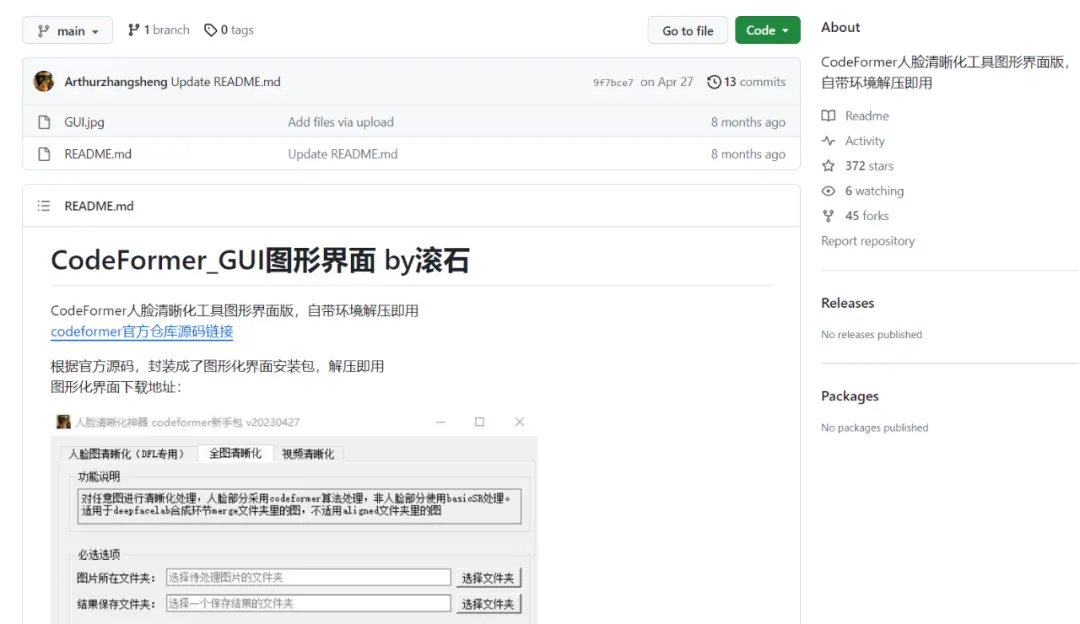 main
1 branch
0 tags
Go to file
Code
Arthurzhangsheng Update README.md
9f7bce7 on Apr 27
13 commits
GUI.jpg
Add files via upload
8 months ago
README.md
Update README.md
8 months ago
README.md
CodeFormer_GUI图形界面 by滚石
CodeFormer人脸清晰化工具图形界面版，自带环境解压即用
codeformer官方仓库源码链接
根据官方源码，封装成了图形化界面安装包，解压即用
图形化界面下载地址：
人脸清晰化神器 codeformer新手包 v20230427
人脸图清晰化（DFL专用）
全图清晰化
视频清晰化
功能说明
对任意图进行清晰化处理，人脸部分采用codeformer算法处理，非人脸部分使用basicSR处理。
适用于deepfacelab合成环节merge文件夹里的图，不适用aligned文件夹里的图
必选选项
图片所在文件夹：
选择待处理图片的文件夹
选择文件夹
结果保存文件夹：
选择一个保存结果的文件夹
选择文件夹
About
CodeFormer人脸清晰化工具图形界面版，
自带环境解压即用
Readme
Activity
372 stars
6 watching
45 forks
Report repository
Releases
No releases published
Packages
No packages published